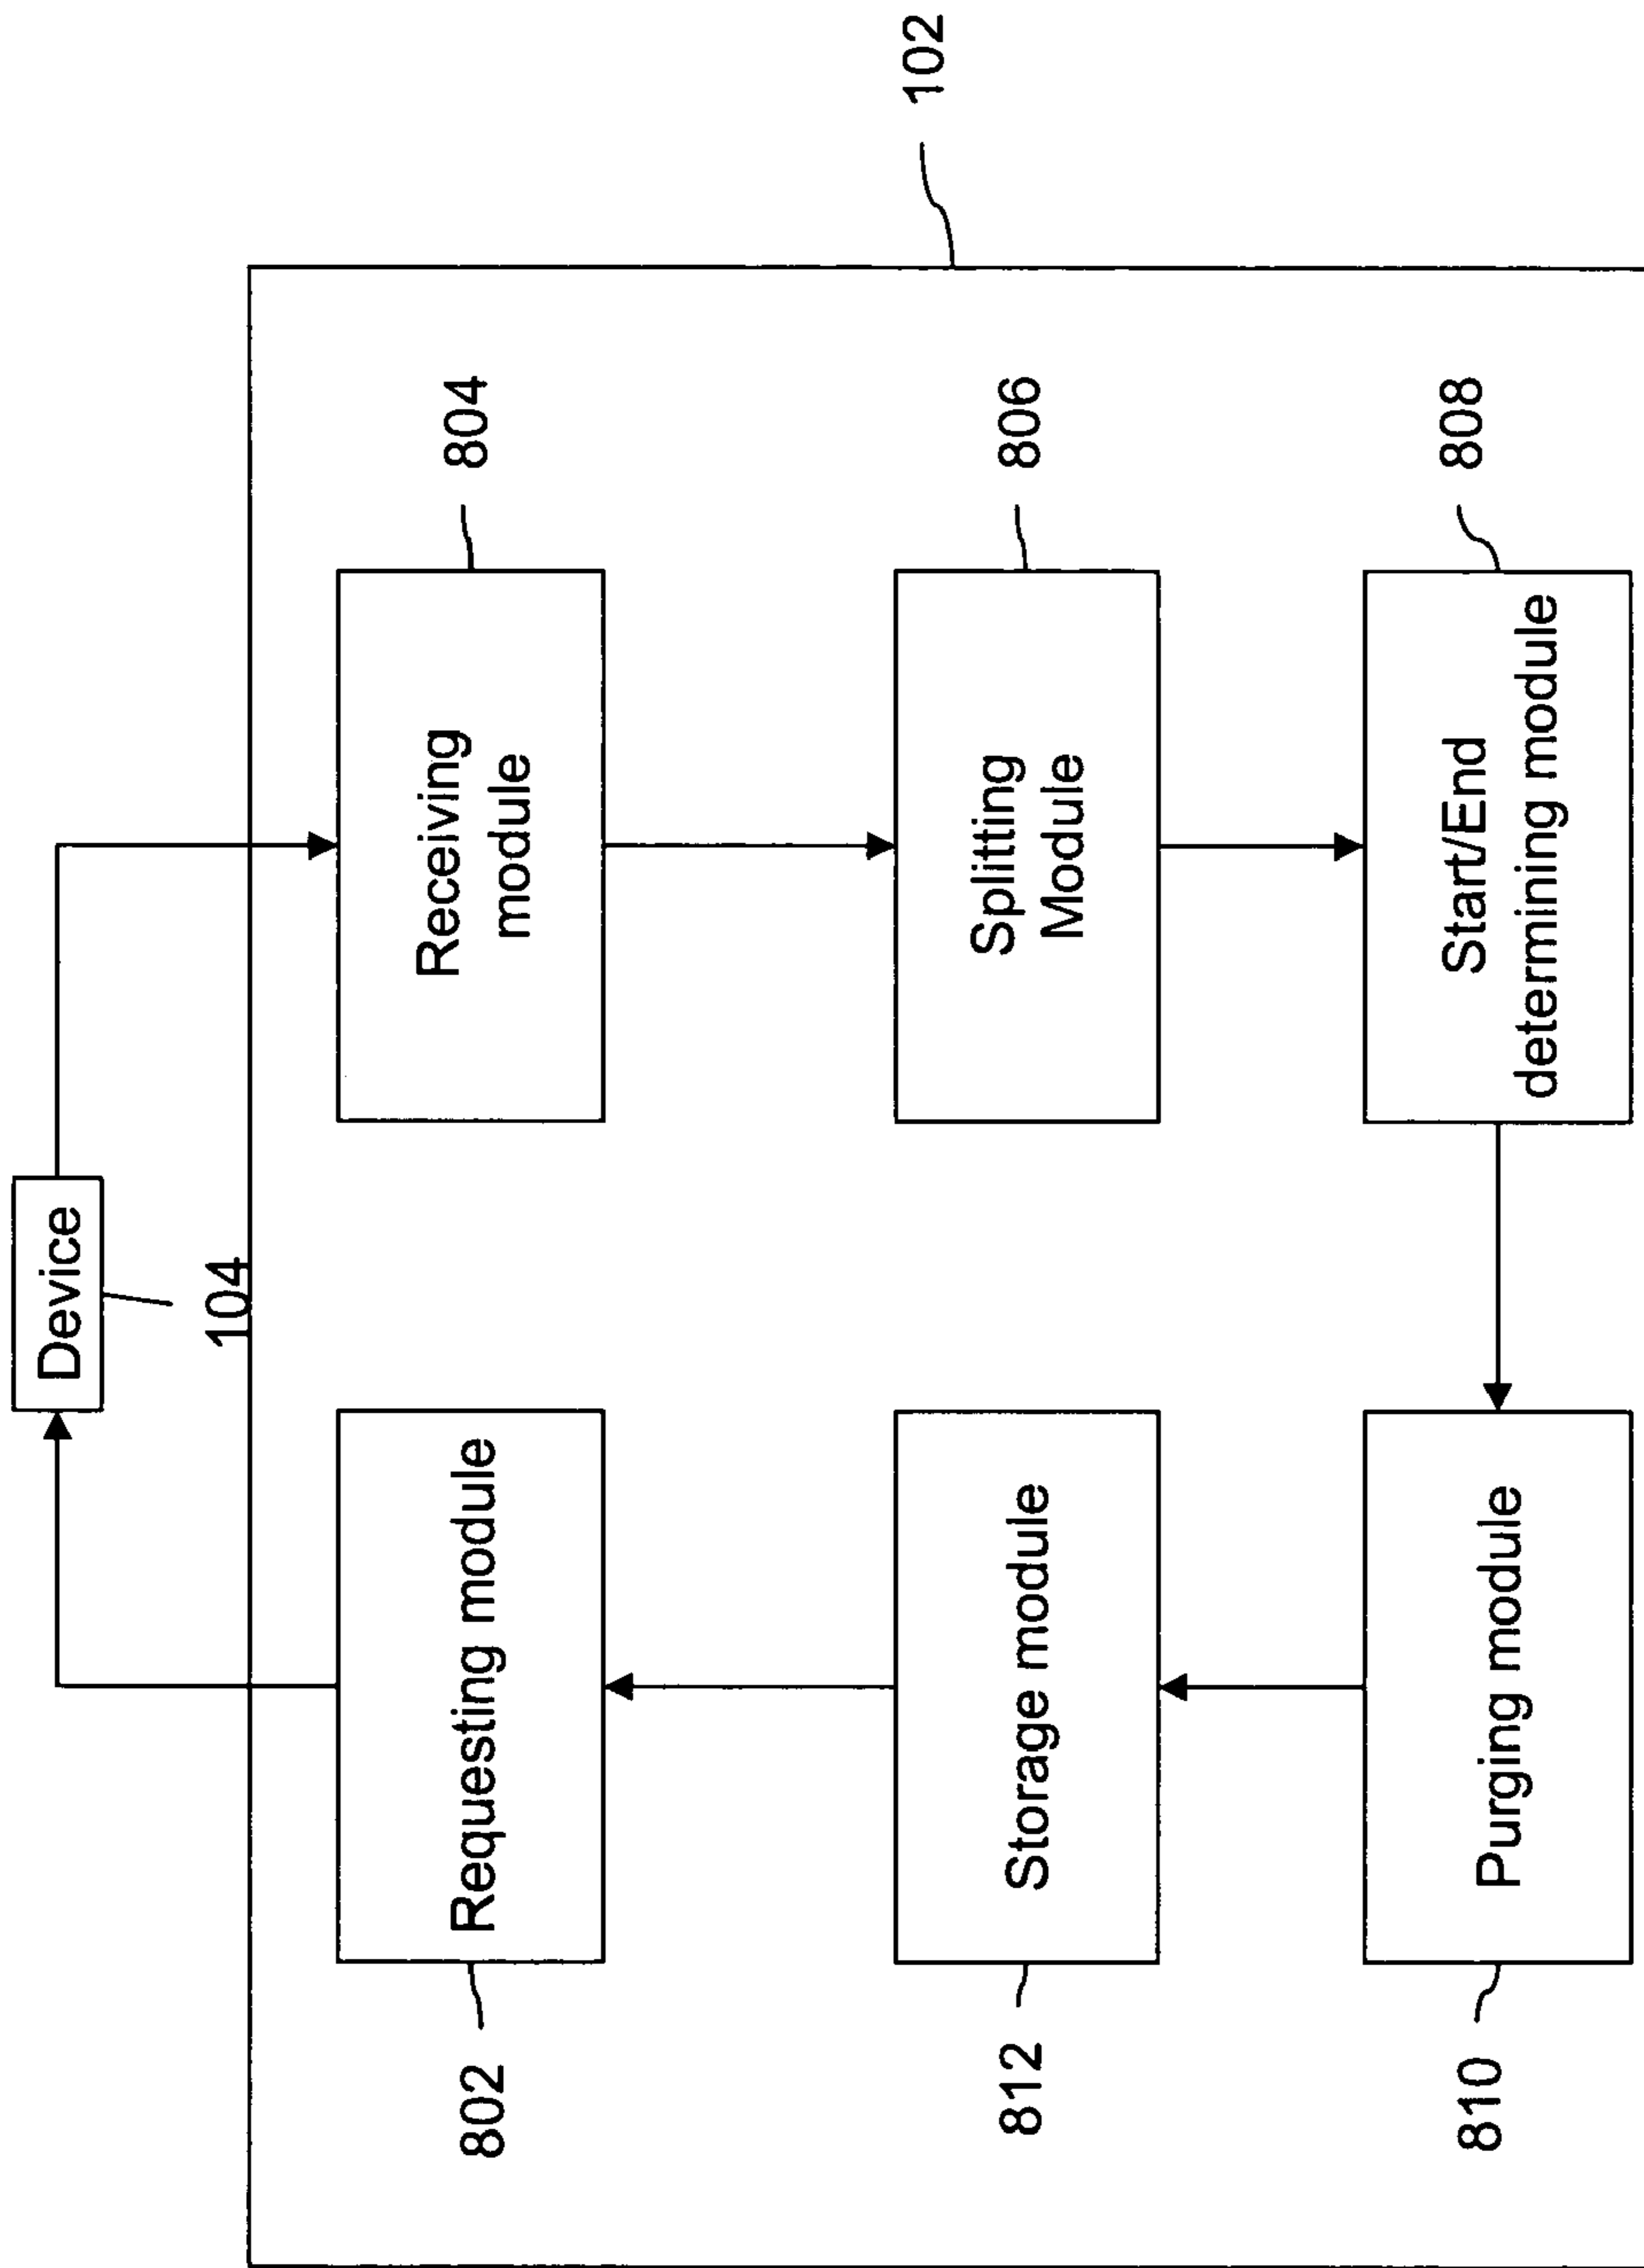 Device
104
102
Requesting module
802
Receiving
module
804
Storage module
812
Splitting
Module
806
Purging module
810
Start/End
determining module
808